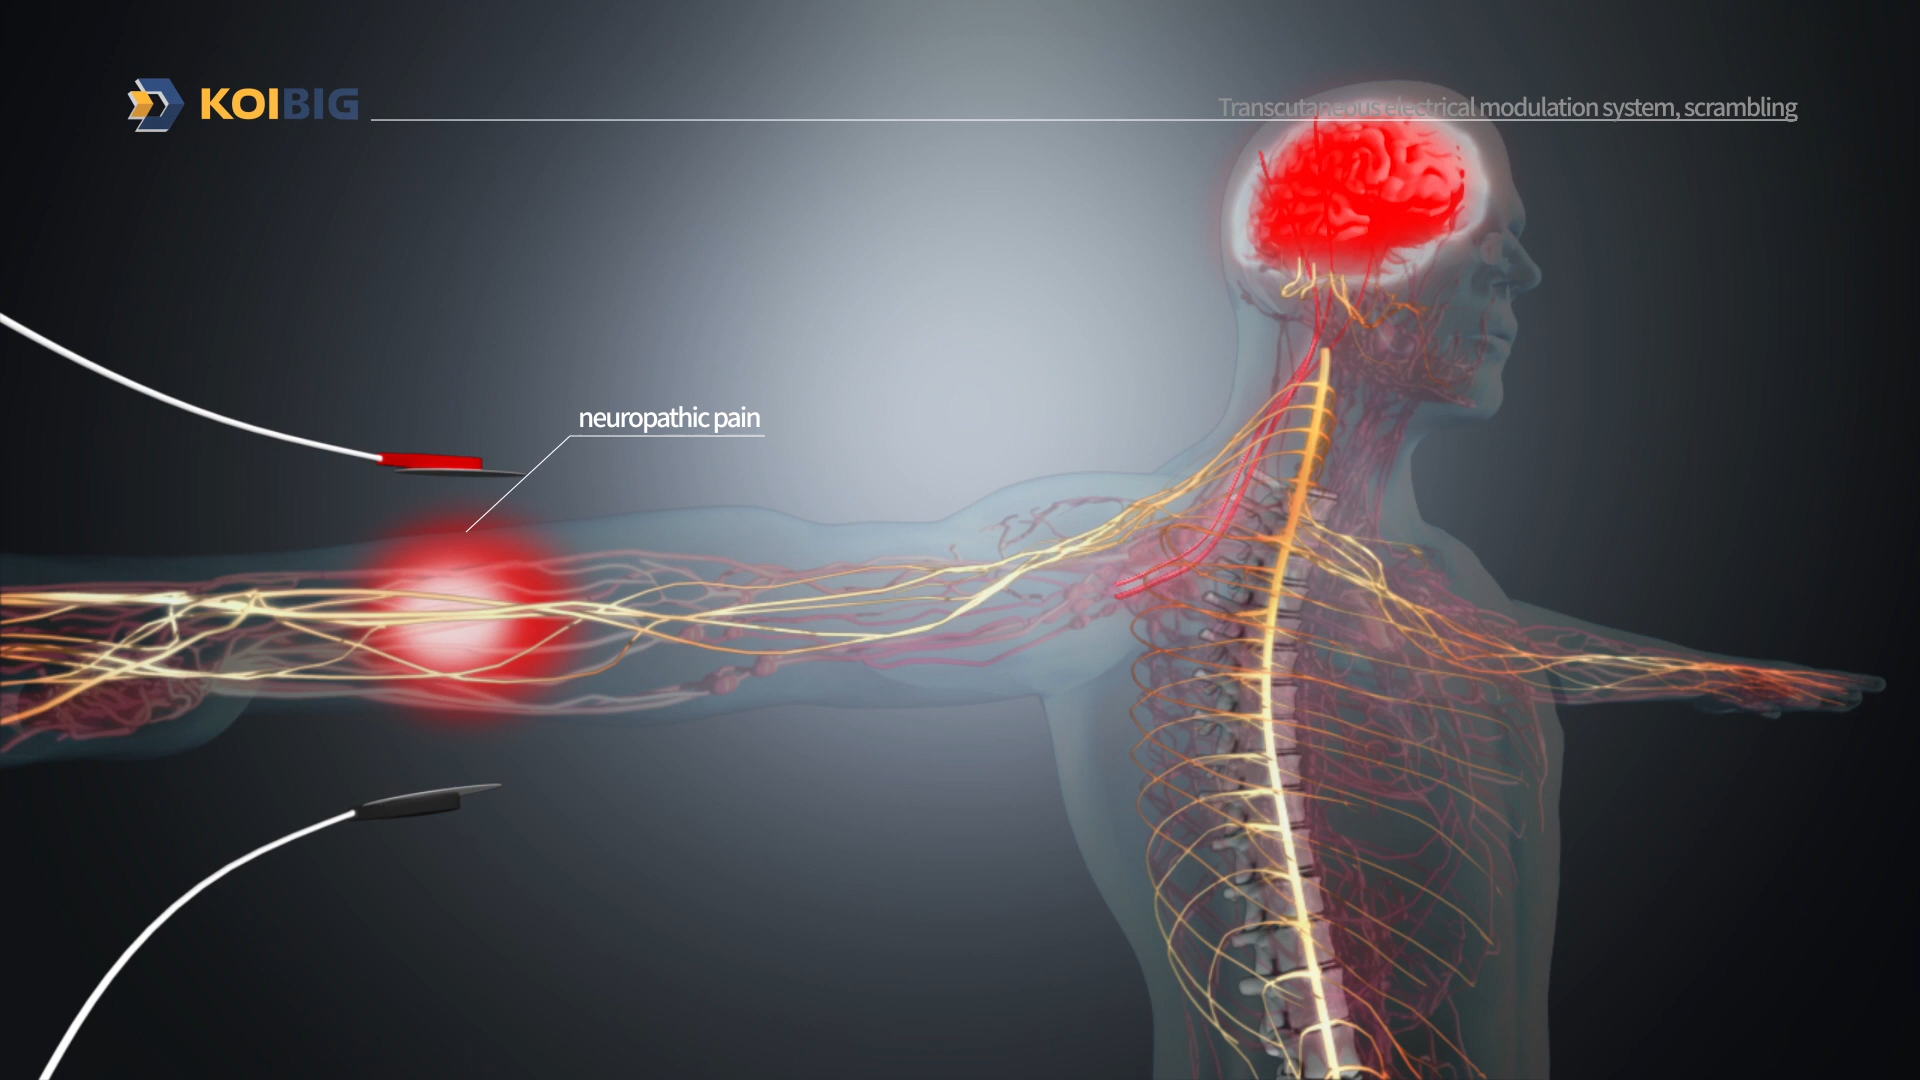 KOIBIG
Transcutaneous electrical modulation system, scrambling
neuropathic pain